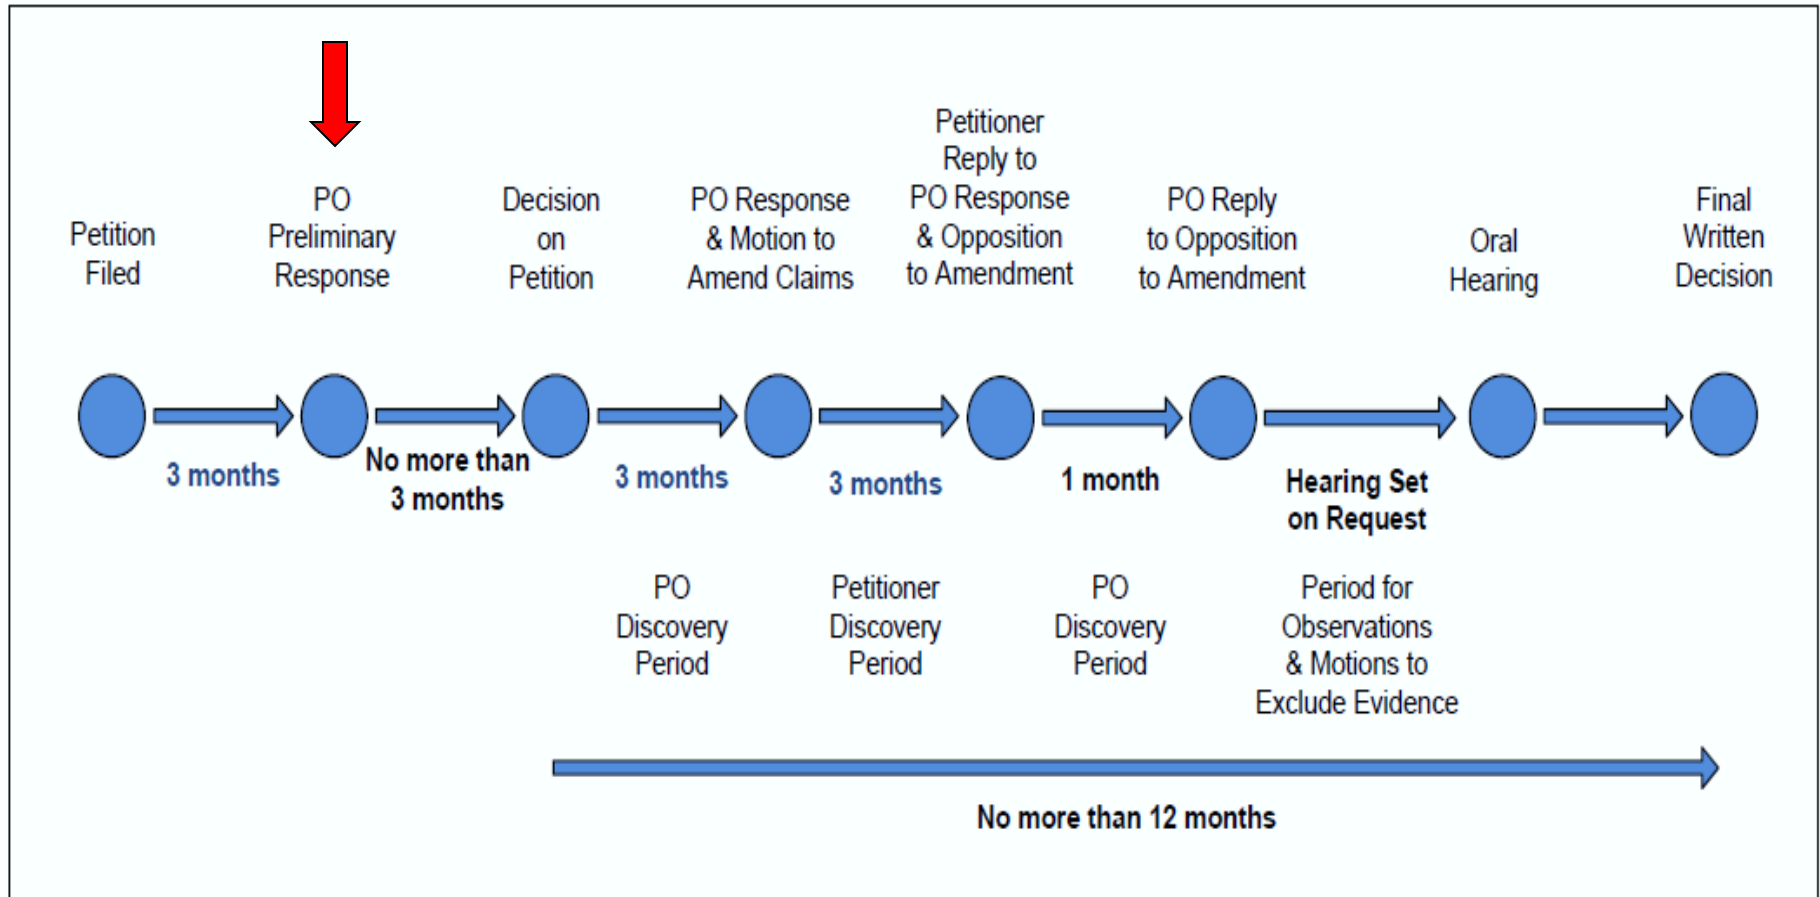 Petition
Filed
PO
Preliminary
Response
Decision
on
Petition
PO Response
& Motion to
Amend Claims
Petitioner
Reply to
PO Response
& Opposition
to Amendment
PO Reply
to Opposition
to Amendment
Oral
Hearing
Final
Written
Decision
3 months
No more than
3 months
3 months
3 months
1 month
Hearing Set
on Request
PO
Discovery
Period
Petitioner
Discovery
Period
PO
Discovery
Period
Period for
Observations
& Motions to
Exclude Evidence
No more than 12 months